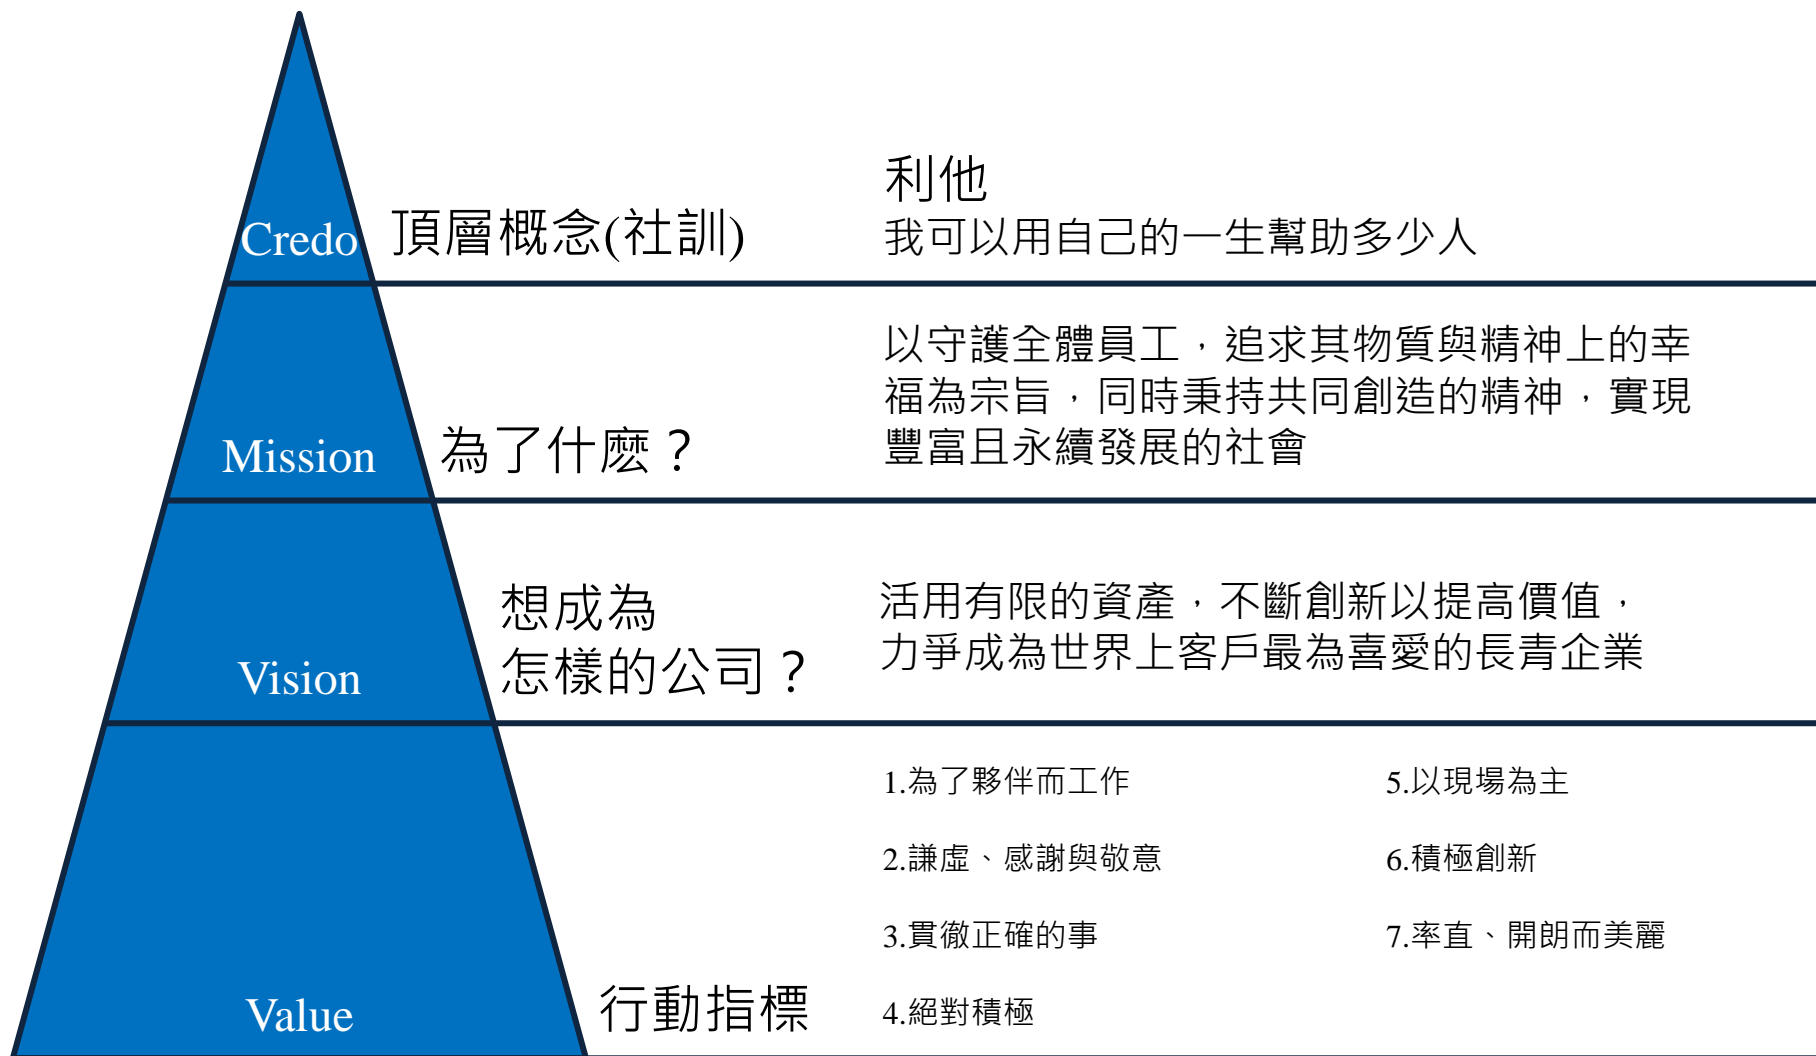 Credo
頂層概念(社訓)
利他
我可以用自己的一生幫助多少人
Mission
為了什麼？
以守護全體員工，追求其物質與精神上的幸
福為宗旨，同時秉持共同創造的精神，實現
豐富且永續發展的社會
Vision
想成為
怎樣的公司？
活用有限的資產，不斷創新以提高價值，
力爭成為世界上客戶最為喜愛的長青企業
Value
行動指標
1.為了夥伴而工作
2.謙虛、感謝與敬意
3.貫徹正確的事
4.絕對積極
5.以現場為主
6.積極創新
7.率直、開朗而美麗